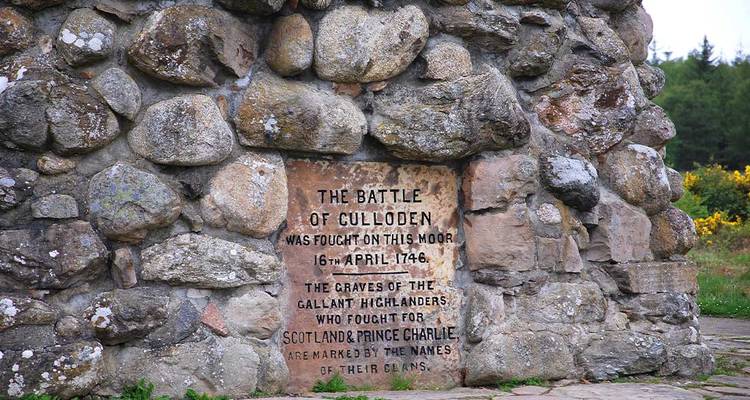 THE BATTLE
OF CULLODEN
WAS FOUGHT ON THIS MOOR
16TH APRIL 1746.
THE GRAVES OF THE
GALLANT HIGHLANDERS,
WHO FOUGHT FOR
SCOTLAND & PRINCE CHARLIE,
ARE MARKED BY THE NAMES
OF THEIR CLANS.